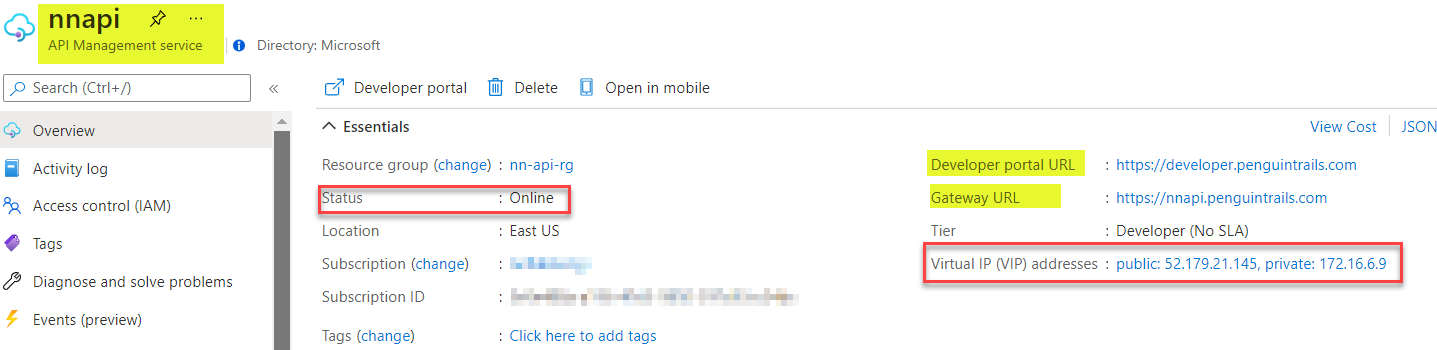 nnapi ...
API Management service
Directory: Microsoft
Search (Ctrl+/) «
Overview
Activity log
Access control (IAM)
Tags
Diagnose and solve problems
Events (preview)
Developer portal Delete Open in mobile
Essentials View Cost JSON
Resource group (change) : nn-api-rg
Status : Online
Location : East US
Subscription (change) :
Subscription ID :
Tags (change) : Click here to add tags
Developer portal URL : https://developer.penguintrails.com
Gateway URL : https://nnapi.penguintrails.com
Tier : Developer (No SLA)
Virtual IP (VIP) addresses : public: 52.179.21.145, private: 172.16.6.9